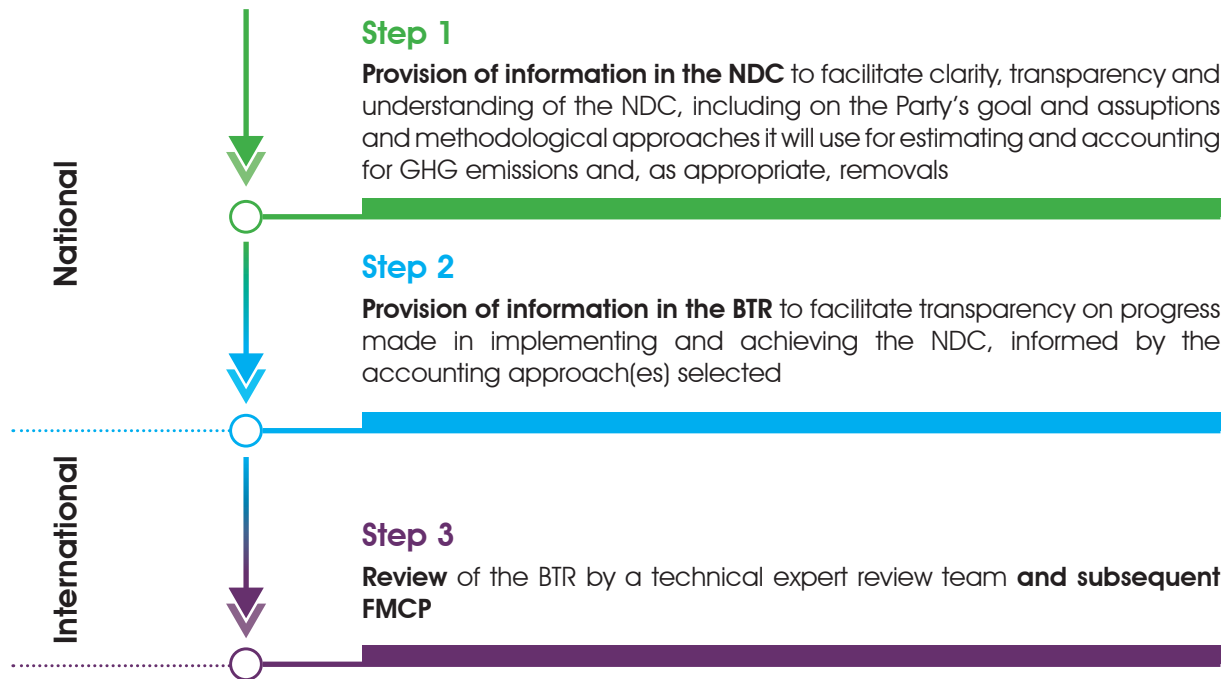 National
Step 1
Provision of information in the NDC to facilitate clarity, transparency and
understanding of the NDC, including on the Party's goal and assuptions
and methodological approaches it will use for estimating and accounting
for GHG emissions and, as appropriate, removals
Step 2
Provision of information in the BTR to facilitate transparency on progress
made in implementing and achieving the NDC, informed by the
accounting approach(es) selected
International
Step 3
Review of the BTR by a technical expert review team and subsequent
FMCP